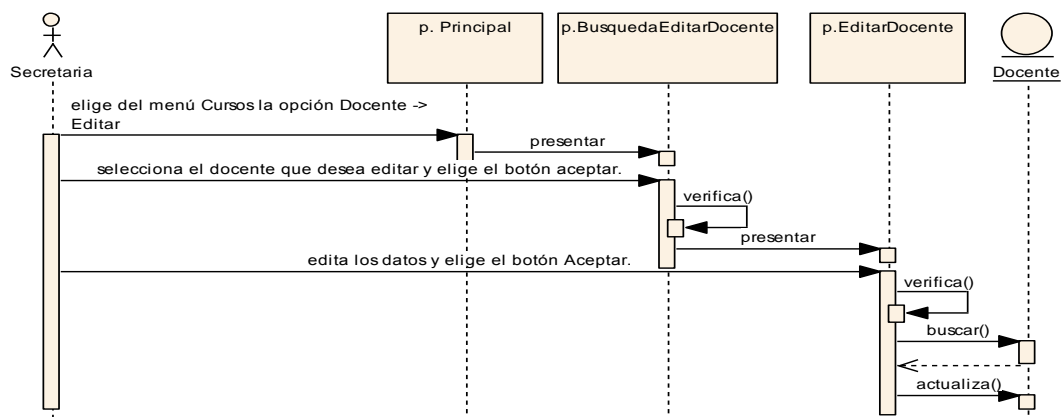 p. Principal
p.BusquedaEditarDocente
p.EditarDocente
Secretaria
Docente
elige del menú Cursos la opción Docente ->
Editar
presentar
selecciona el docente que desea editar y elige el botón aceptar.
verifica()
presentar
edita los datos y elige el botón Aceptar.
verifica()
buscar()
actualiza()